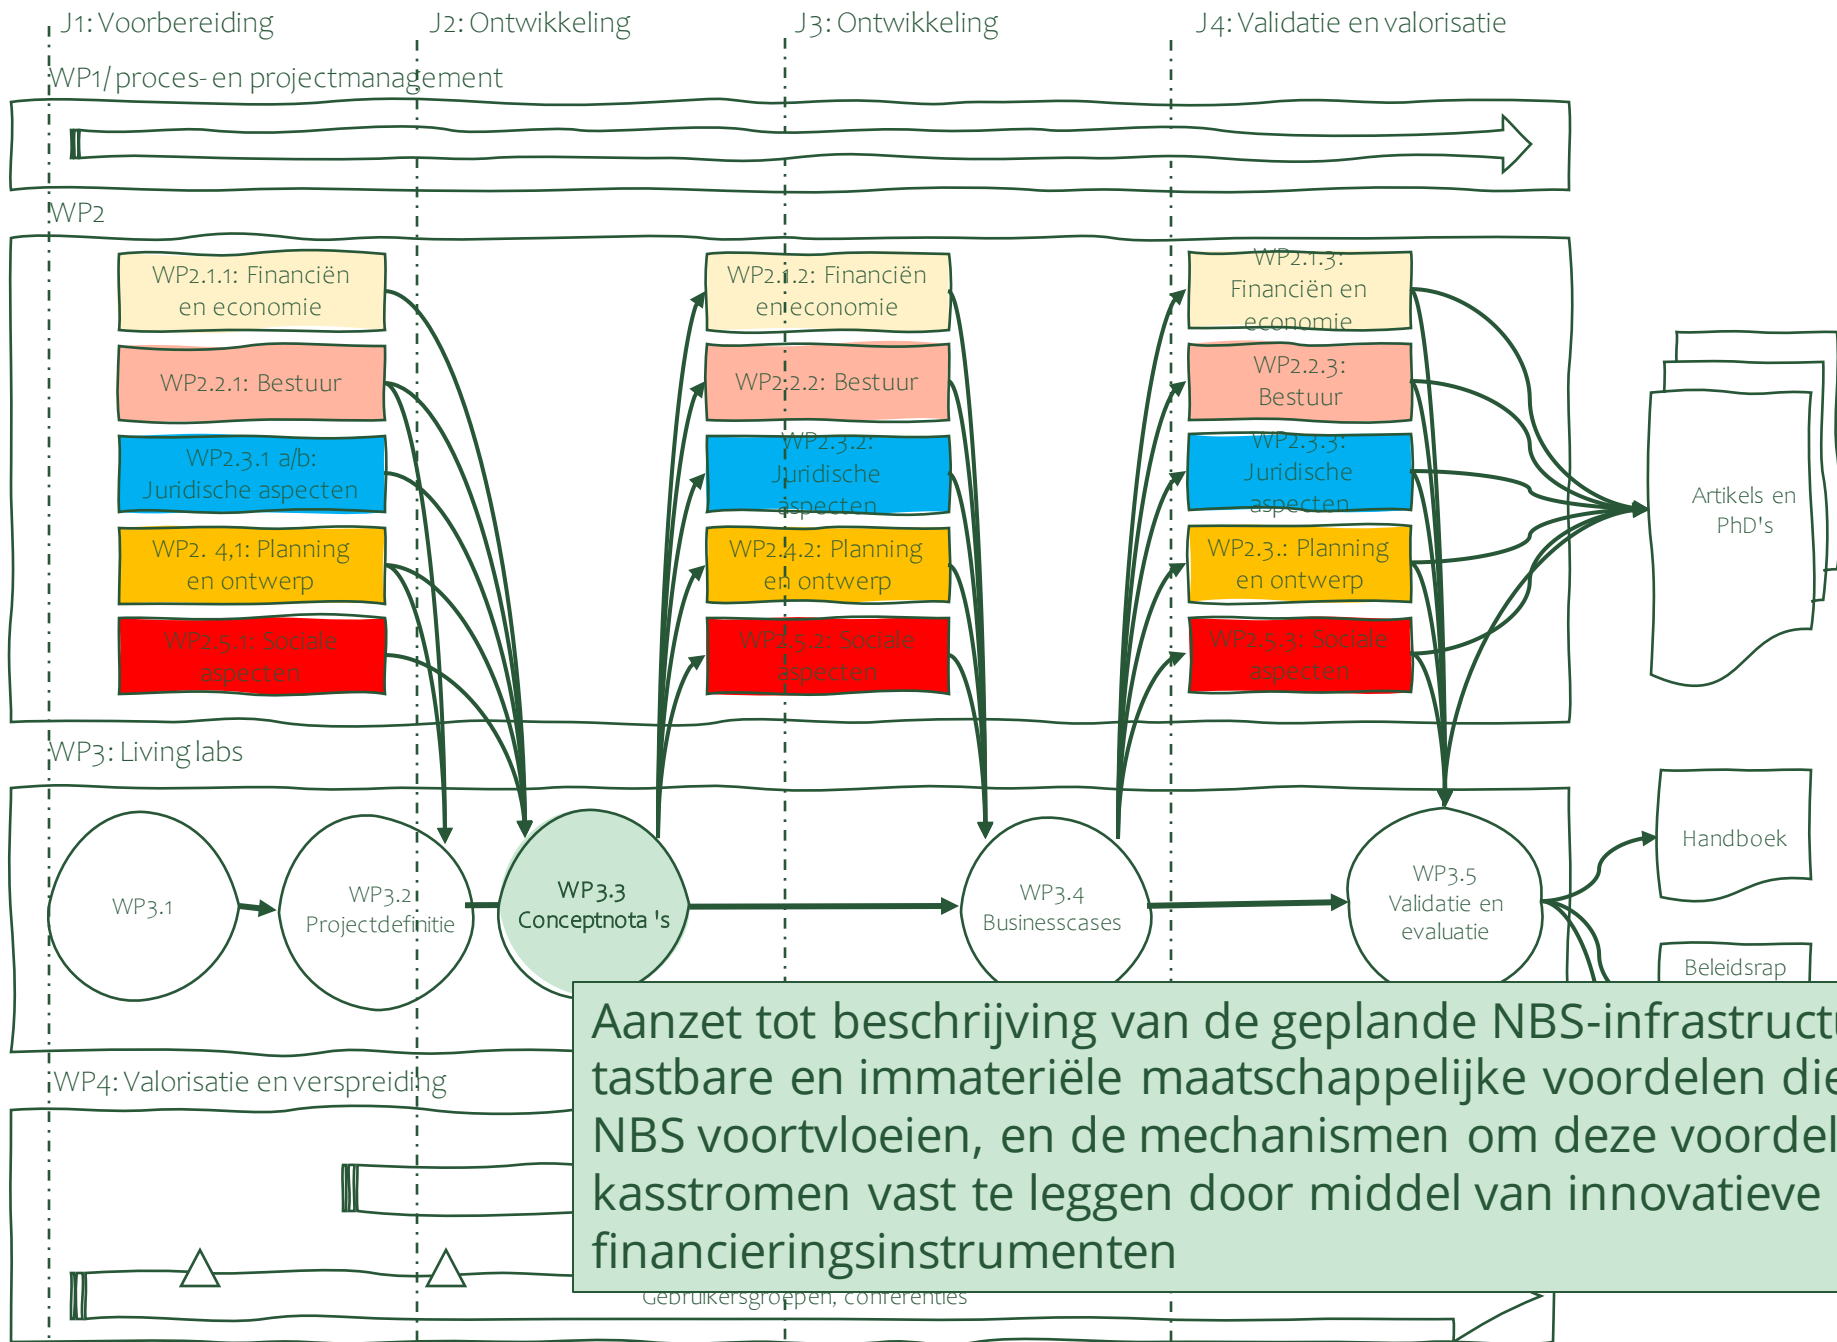 J1: Voorbereiding
J2: Ontwikkeling
J3: Ontwikkeling
J4: Validatie en valorisatie
WP1/ proces- en projectmanagement
WP2
WP2.1.1: Financiën
en economie
WP2.1.2: Financiën
en economie
WP2.1.3:
Financiën en
economie
WP2.2.1: Bestuur
WP2.2.2: Bestuur
WP2.2.3:
Bestuur
WP2.3.1 a/b:
Juridische aspecten
WP2.3.2:
Juridische
aspecten
WP2.3.3:
Juridische
aspecten
WP2. 4,1: Planning
en ontwerp
WP2.4.2: Planning
en ontwerp
WP2.3.: Planning
en ontwerp
WP2.5.1: Sociale
aspecten
WP2.5.2: Sociale
aspecten
WP2.5.3: Sociale
aspecten
Artikels en
PhD's
WP3: Living labs
WP3.1
WP3.2
Projectdefinitie
WP3.3
Conceptnota 's
WP3.4
Businesscases
WP3.5
Validatie en
evaluatie
Handboek
Beleidsrap
Aanzet tot beschrijving van de geplande NBS-infrastruct
tastbare en immateriële maatschappelijke voordelen die
NBS voortvloeien, en de mechanismen om deze voordel
kasstromen vast te leggen door middel van innovatieve
financieringsinstrumenten
WP4: Valorisatie en verspreiding
Gebruikersgroepen, conferenties